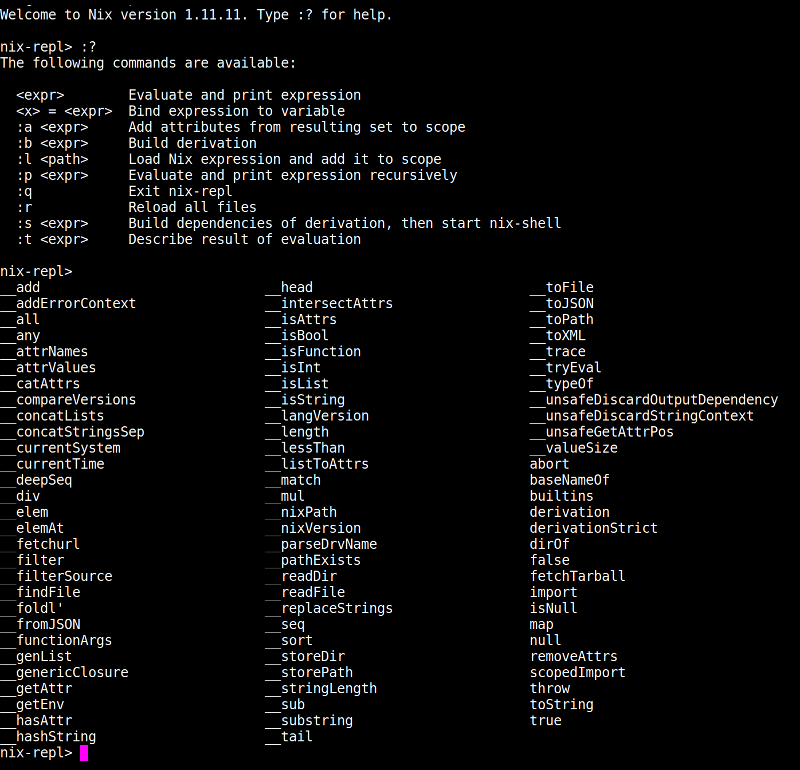 Welcome to Nix version 1.11.11. Type :? for help.
nix-repl> :?
The following commands are available:
<expr>        Evaluate and print expression
<x> = <expr>  Bind expression to variable
:a <expr>     Add attributes from resulting set to scope
:b <expr>     Build derivation
:l <path>     Load Nix expression and add it to scope
:p <expr>     Evaluate and print expression recursively
:q            Exit nix-repl
:r            Reload all files
:s <expr>     Build dependencies of derivation, then start nix-shell
:t <expr>     Describe result of evaluation
nix-repl>
__add                            __head                           __toFile
__addErrorContext                __intersectAttrs                 __toJSON
__all                            __isAttrs                        __toPath
__any                            __isBool                         __toXML
__attrNames                      __isFunction                     __trace
__attrValues                     __isInt                          __tryEval
__catAttrs                       __isList                         __typeOf
__compareVersions                __isString                       __unsafeDiscardOutputDependency
__concatLists                    __langVersion                    __unsafeDiscardStringContext
__concatStringsSep               __length                         __unsafeGetAttrPos
__currentSystem                  __lessThan                       __valueSize
__currentTime                    __listToAttrs                    abort
__deepSeq                        __match                          baseNameOf
__div                            __mul                            builtins
__elem                           __nixPath                        derivation
__elemAt                         __nixVersion                     derivationStrict
__fetchurl                       __parseDrvName                   dirOf
__filter                         __pathExists                     false
__filterSource                   __readDir                        fetchTarball
__findFile                       __readFile                       import
__foldl'                         __replaceStrings                 isNull
__fromJSON                       __seq                            map
__functionArgs                   __sort                           null
__genList                        __storeDir                       removeAttrs
__genericClosure                 __storePath                      scopedImport
__getAttr                        __stringLength                   throw
__getEnv                         __sub                            toString
__hasAttr                        __substring                      true
__hashString                     __tail
nix-repl>